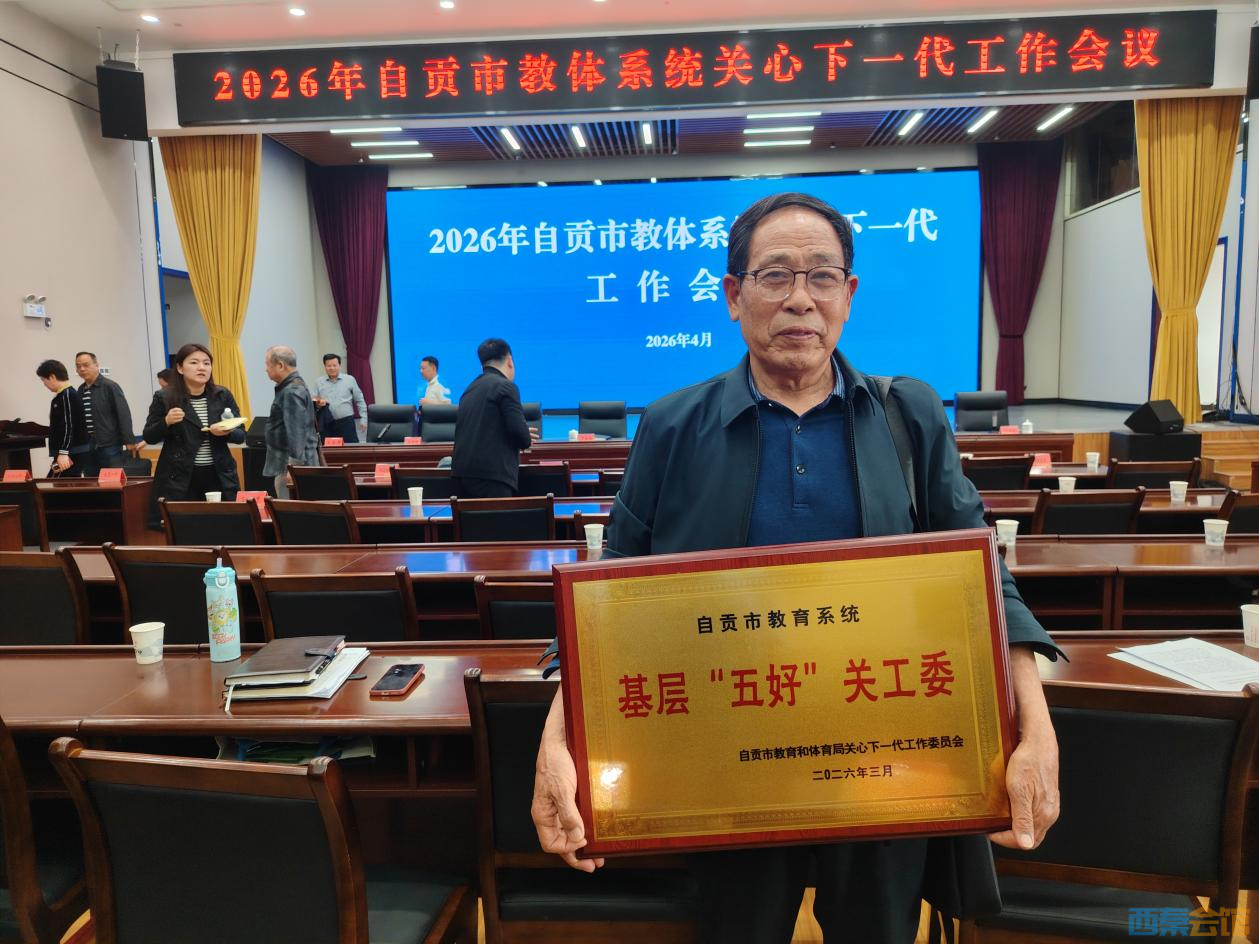 2026年自贡市教体系统关心下一代工作会议
2026年自贡市教体系 下一代
工作会
2026年4月
自贡市教育系统
基层“五好”关工委
自贡市教育和体育局关心下一代工作委员会
二〇二六年三月
西秦会馆